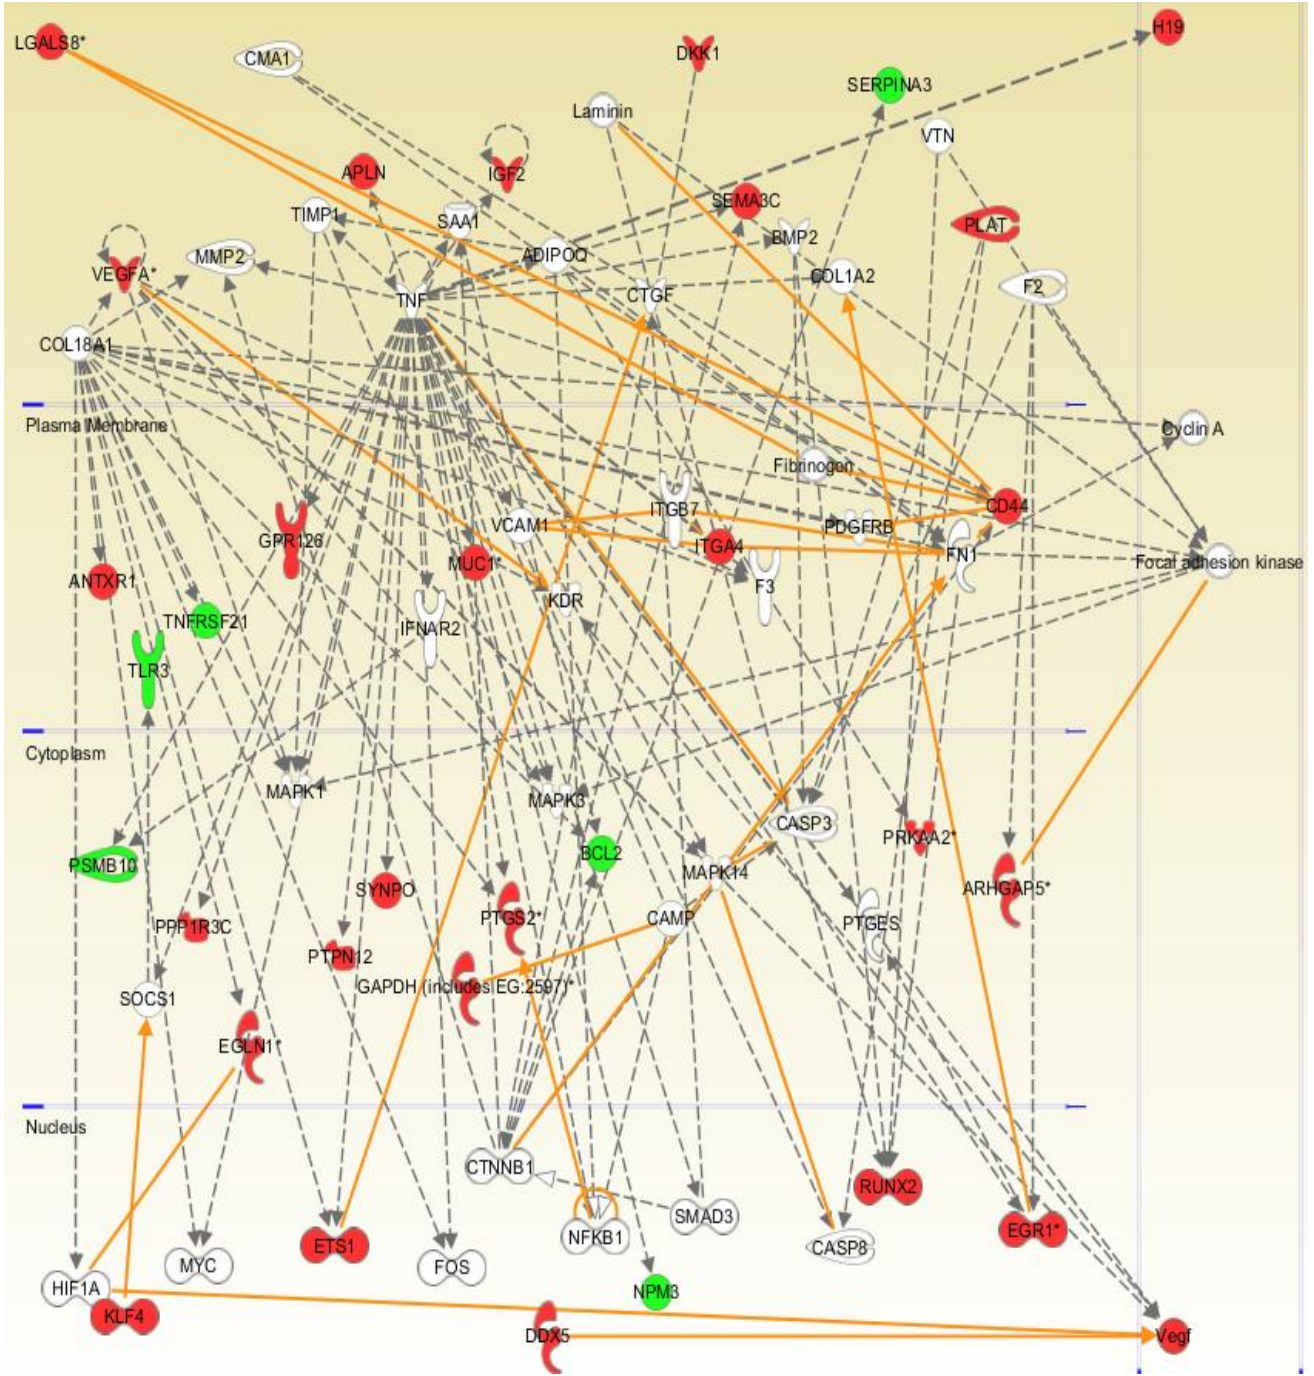 LGALS8*
H19
CMA1
DKK1
SERPINA3
Laminin
VTN
APLN
IGF2
SEMA3C
TIMP1
SAA1
PLAT
BMP2
MMP2
ADIPOQ
VEGFA*
COL1A2
F2
TNF
CTGF
COL18A1
Plasma Membrane
Cyclin A
Fibrinogen
CD44
ITGB7
VCAM1
PDGFRB
GPR126
ITGA4
FN1
MUC1*
Focal adhesion kinase
ANTXR1
F3
KDR
TNFRSF21
IFNAR2
TLR3
Cytoplasm
MAPK1
MAPK3
CASP3
PRKAA2*
BCL2
PSMB10
MAPK14
SYNPO
ARHGAP5*
PTGS2*
CAMP
PPP1R3C
PTGES
PTPN12
GAPDH (includes EG:2597)*
SOCS1
EGLN1*
Nucleus
CTNNB1
RUNX2
SMAD3
EGR1*
NFKB1
ETS1
CASP8
MYC
FOS
HIF1A
NPM3
KLF4
DDX5
Vegf